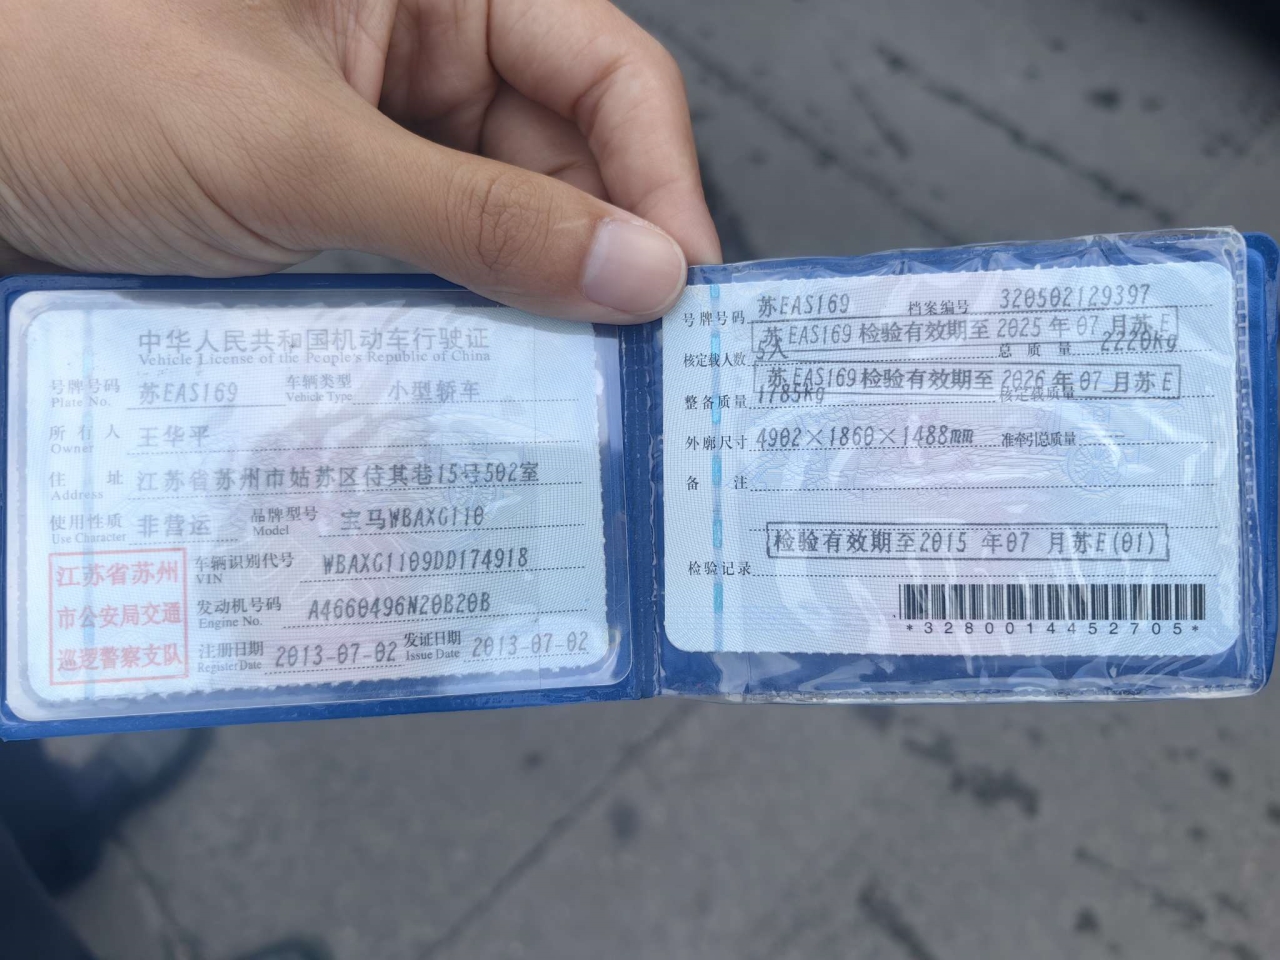 中华人民共和国机动车行驶证
Vehicle License of the People's Republic of China
号牌号码 苏EAS169 车辆类型 小型轿车
Plate No. Vehicle Type
所有人 王华平
Owner
住址 江苏省苏州市姑苏区侍其巷15号502室
Address
使用性质 非营运 品牌型号 宝马WBAXG110
Use Character Model
江苏省苏州
市公安局交通
巡逻警察支队
车辆识别代号 WBAXG1109DD174918
VIN
发动机号码 A4660496N20B20B
Engine No.
注册日期 2013-07-02 发证日期 2013-07-02
Register Date Issue Date
号牌号码 苏EAS169 档案编号 320502129397
苏EAS169检验有效期至2025年07月苏E
核定载人数 5人 总质量 2220kg
苏EAS169检验有效期至2026年07月苏E
整备质量 1785kg 核定载质量
外廓尺寸 4902×1860×1488mm 准牵引总质量
备注
检验有效期至2015年07月苏E(01)
检验记录
*3280014452705*